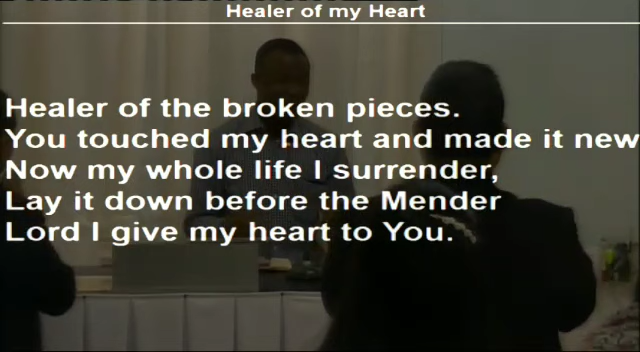 Healer of my Heart
Healer of the broken pieces.
You touched my heart and made it new
Now my whole life I surrender,
Lay it down before the Mender
Lord I give my heart to You.